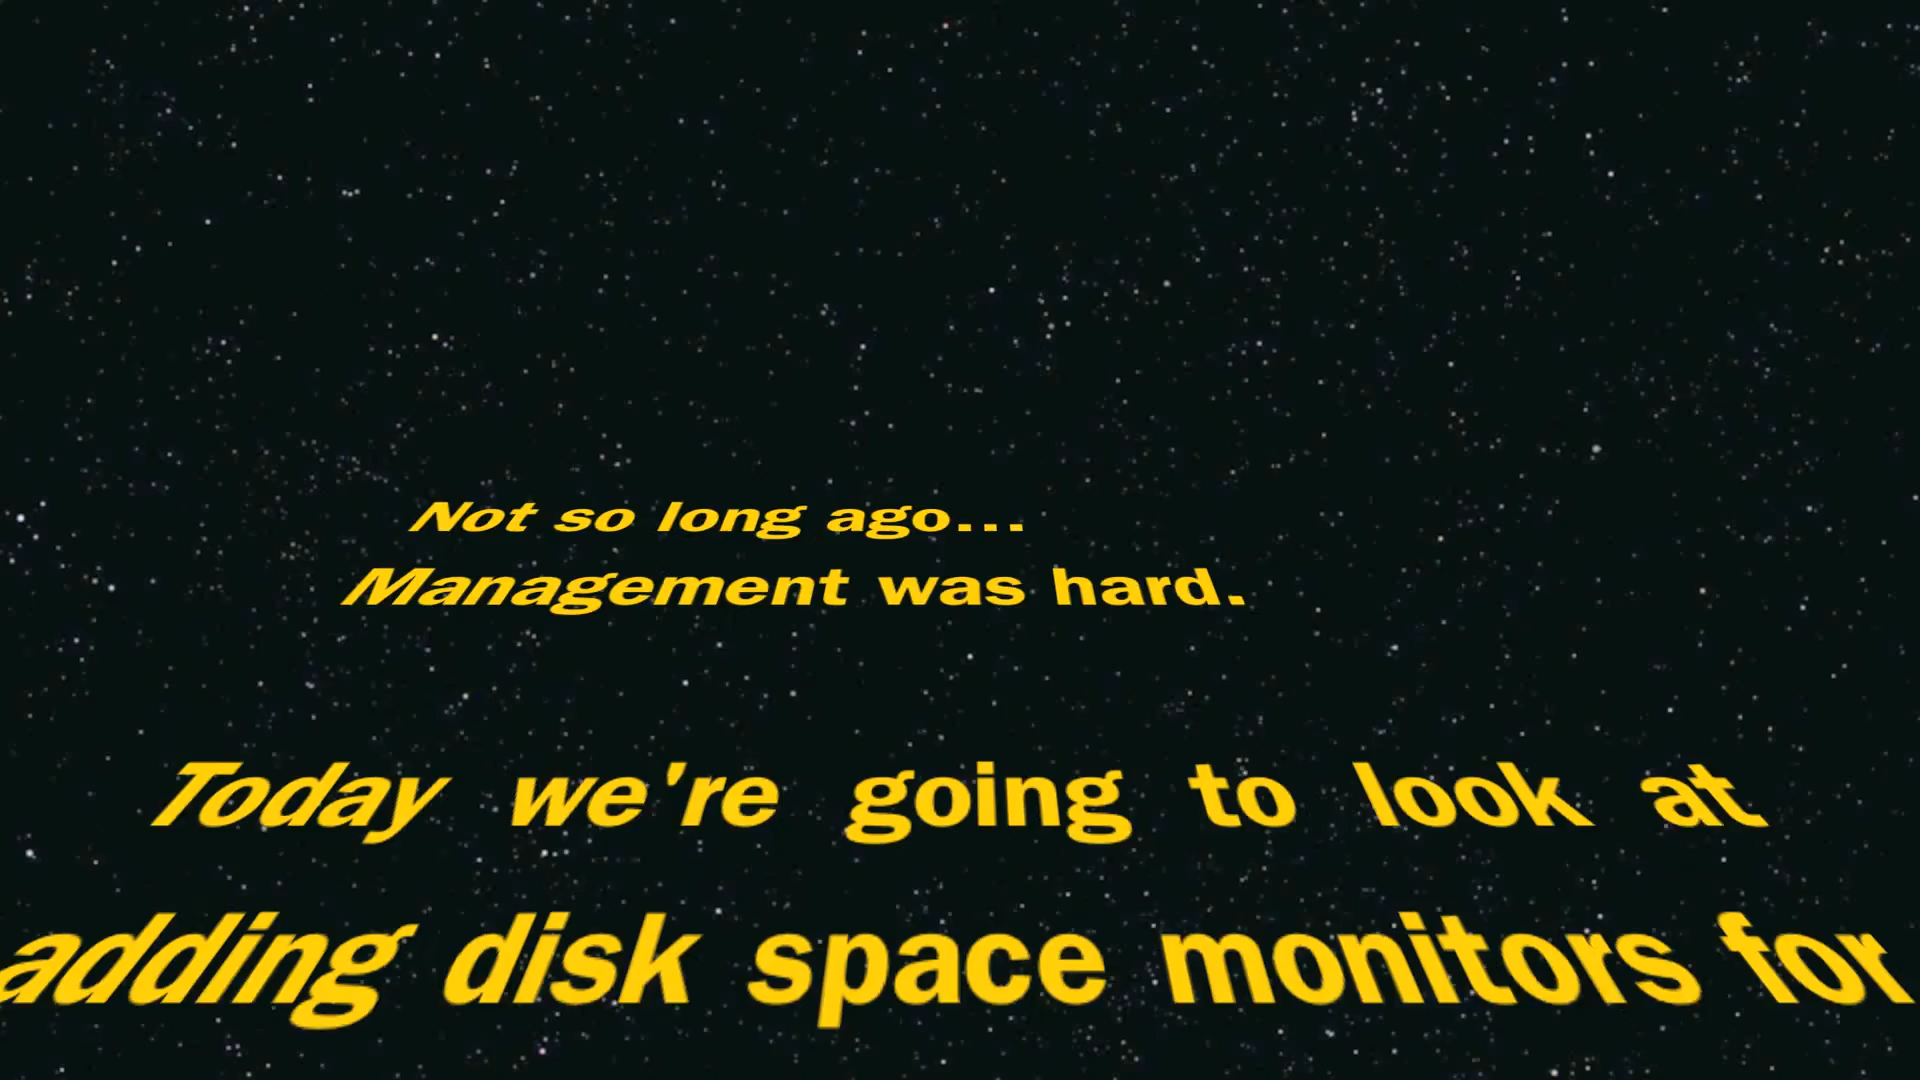 Not so long ago...
Management was hard.
Today we're going to look at
adding disk space monitors for